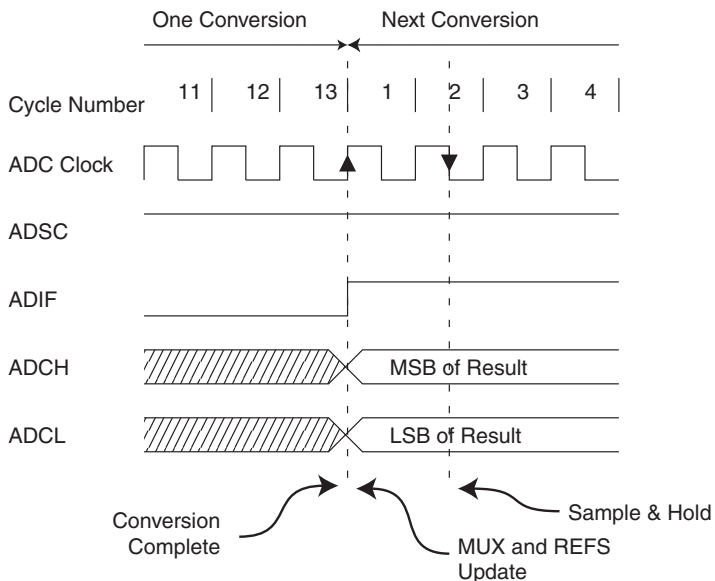 One Conversion Next Conversion
Cycle Number 11 12 13 1 2 3 4
ADC Clock
ADSC
ADIF
ADCH MSB of Result
ADCL LSB of Result
Sample & Hold
Conversion
Complete
MUX and REFS
Update